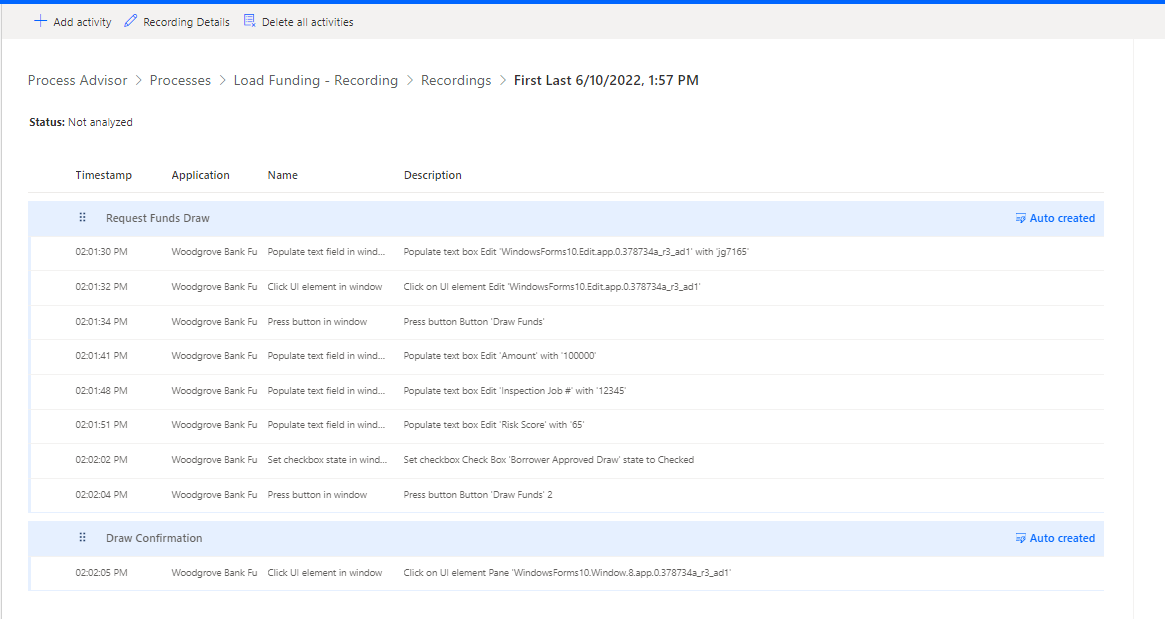 Add activity Recording Details Delete all activities
Process Advisor > Processes > Load Funding - Recording > Recordings > First Last 6/10/2022, 1:57 PM
Status: Not analyzed
Timestamp Application Name Description
Request Funds Draw Auto created
02:01:30 PM Woodgrove Bank Fu Populate text field in wind... Populate text box Edit 'WindowsForms10.Edit.app.0.378734a_r3_ad1' with 'jg7165'
02:01:32 PM Woodgrove Bank Fu Click UI element in window Click on UI element Edit 'WindowsForms10.Edit.app.0.378734a_r3_ad1'
02:01:34 PM Woodgrove Bank Fu Press button in window Press button Button 'Draw Funds'
02:01:41 PM Woodgrove Bank Fu Populate text field in wind... Populate text box Edit 'Amount' with '100000'
02:01:48 PM Woodgrove Bank Fu Populate text field in wind... Populate text box Edit 'Inspection Job #' with '12345'
02:01:51 PM Woodgrove Bank Fu Populate text field in wind... Populate text box Edit 'Risk Score' with '65'
02:02:02 PM Woodgrove Bank Fu Set checkbox state in wind... Set checkbox Check Box 'Borrower Approved Draw' state to Checked
02:02:04 PM Woodgrove Bank Fu Press button in window Press button Button 'Draw Funds' 2
Draw Confirmation Auto created
02:02:05 PM Woodgrove Bank Fu Click UI element in window Click on UI element Pane 'WindowsForms10.Window.8.app.0.378734a_r3_ad1'